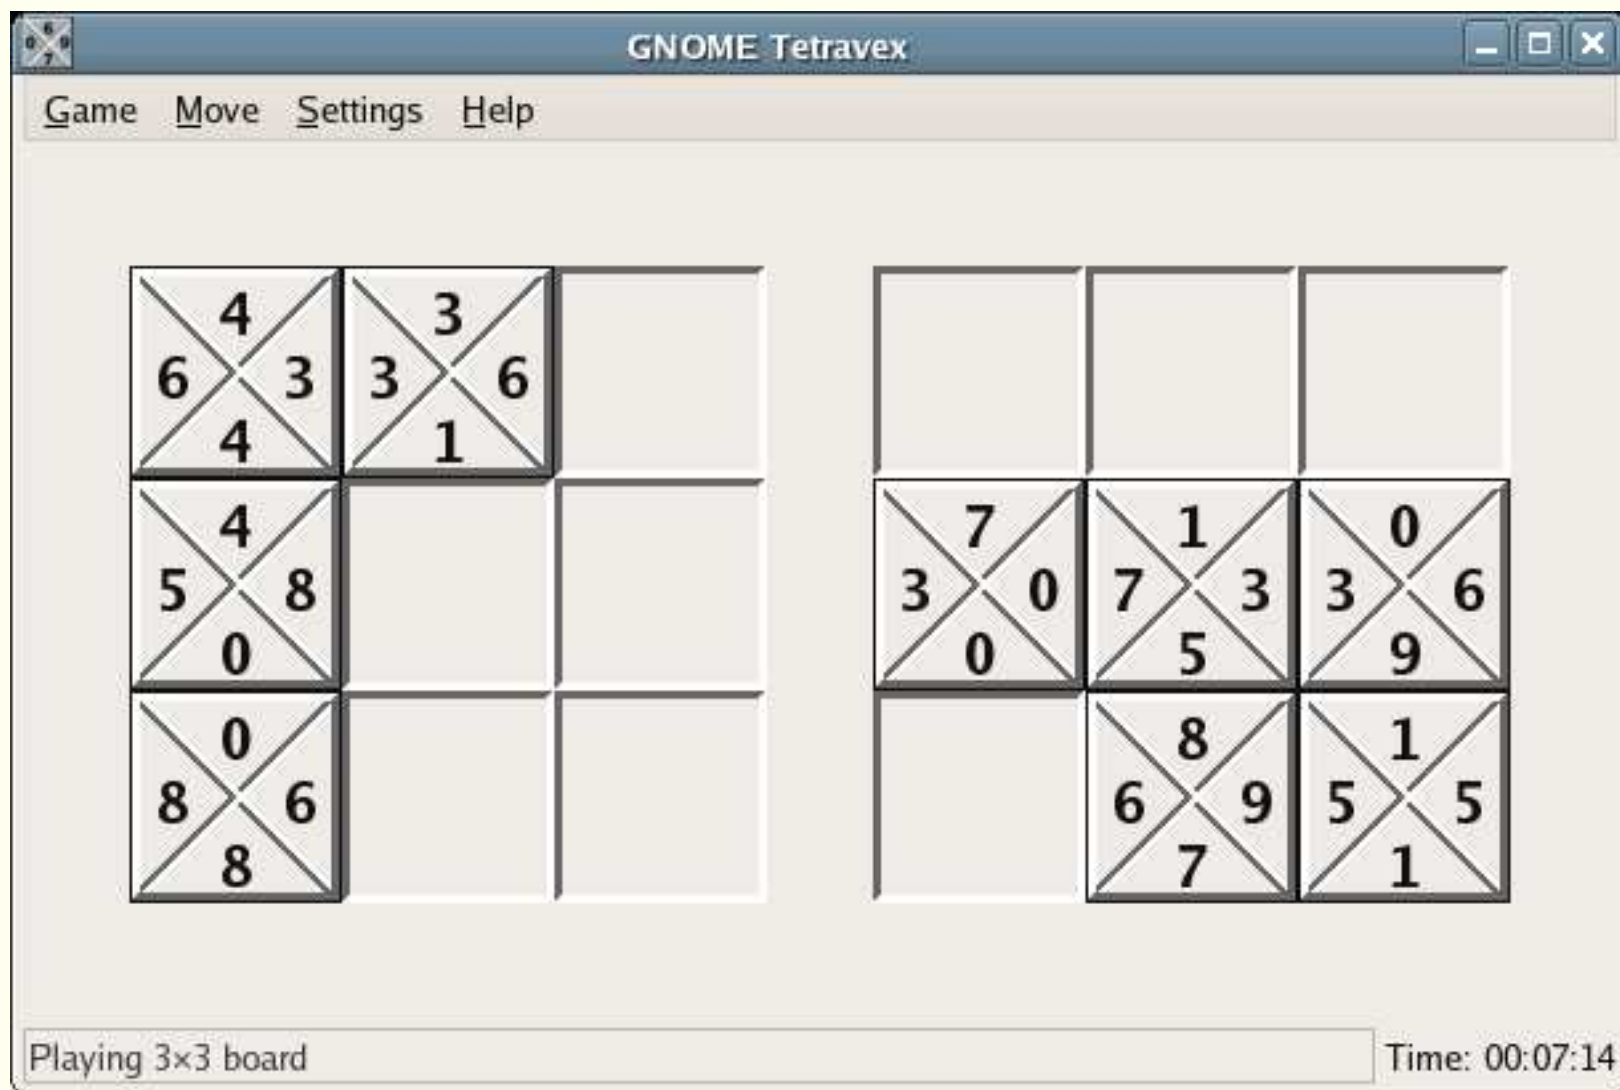 GNOME Tetravex
Game Move Settings Help
4 3
6 3 3 6
4 1
4 7 1 0
5 8 3 0 7 3 3 6
0 0 5 9
0 8 1
8 6 6 9 5 5
8 7 1
Playing 3×3 board Time: 00:07:14